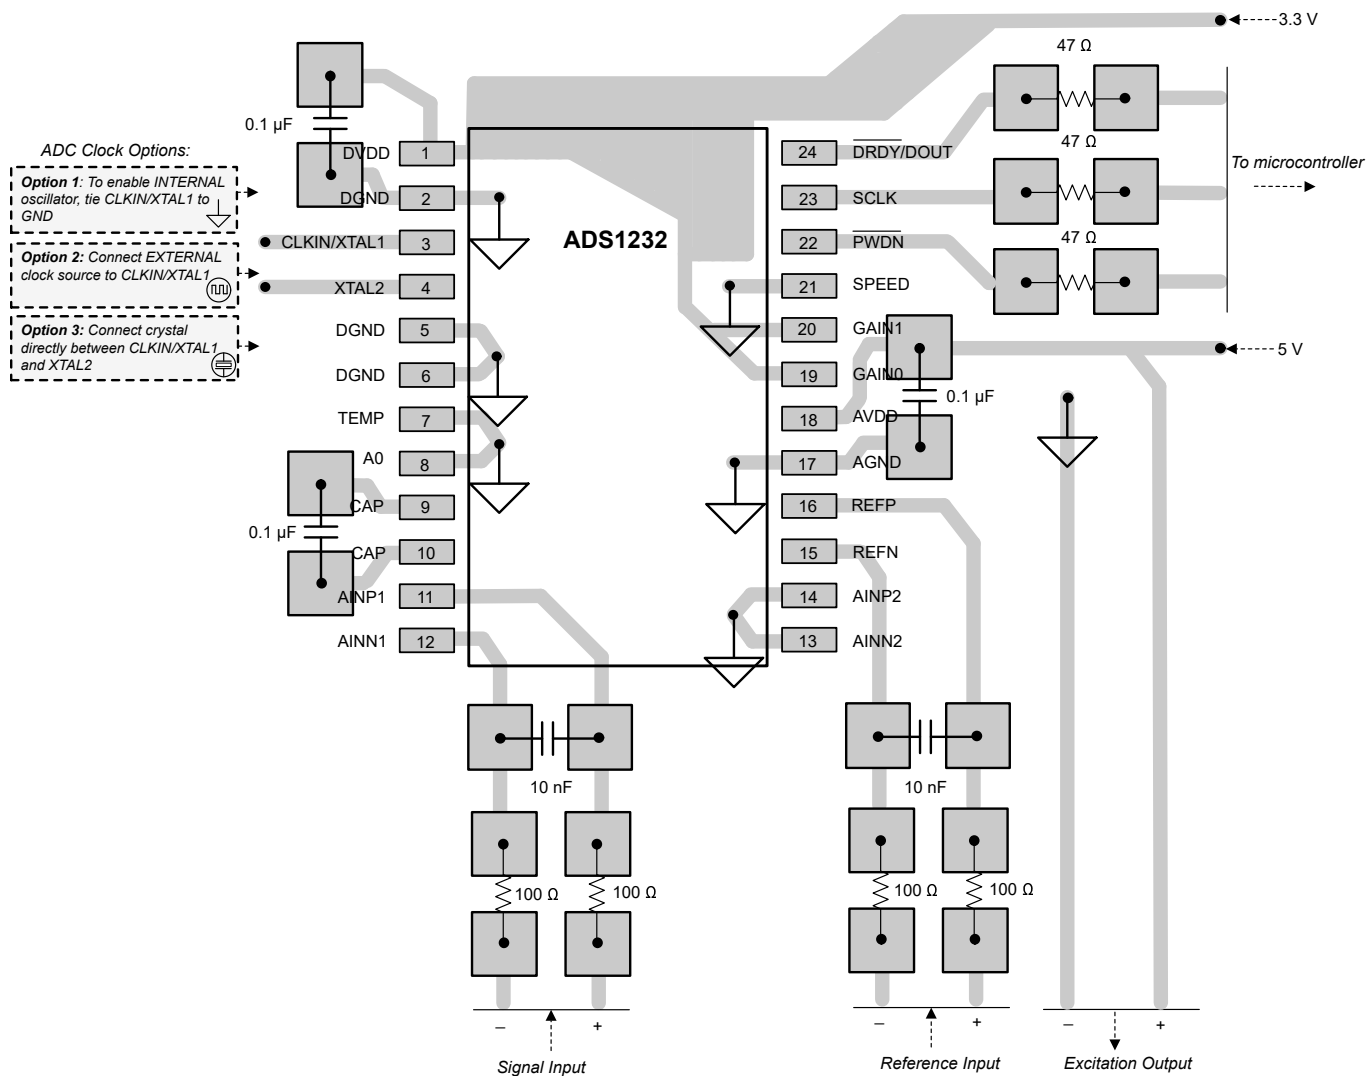 3.3 V
47 Ω
0.1 µF
47 Ω
ADC Clock Options:
DVDD 1
24 DRDY/DOUT
To microcontroller
Option 1: To enable INTERNAL
oscillator, tie CLKIN/XTAL1 to
GND
DGND 2
23 SCLK
47 Ω
ADS1232
CLKIN/XTAL1 3
22 PWDN
Option 2: Connect EXTERNAL
clock source to CLKIN/XTAL1
XTAL2 4
21 SPEED
Option 3: Connect crystal
directly between CLKIN/XTAL1
and XTAL2
DGND 5
20 GAIN1
5 V
DGND 6
19 GAIN0
0.1 µF
TEMP 7
18 AVDD
A0 8
17 AGND
CAP 9
16 REFP
0.1 µF
CAP 10
15 REFN
AINP1 11
14 AINP2
AINN1 12
13 AINN2
10 nF
10 nF
100 Ω
100 Ω
100 Ω
100 Ω
– +
– +
– +
Signal Input
Reference Input
Excitation Output